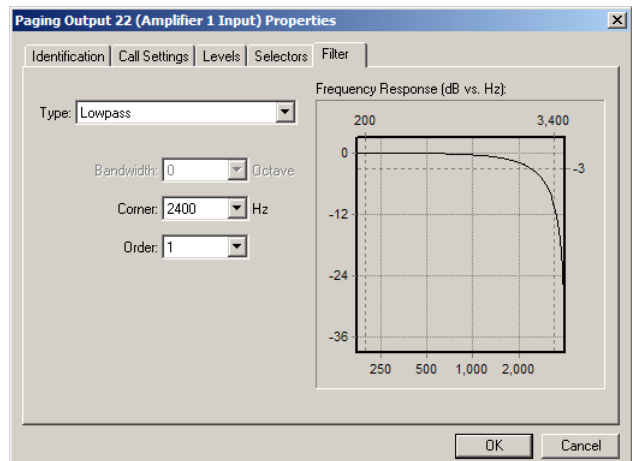 Paging Output 22 (Amplifier 1 Input) Properties
Identification Call Settings Levels Selectors Filter
Type: Lowpass
Bandwidth: 0 Octave
Corner: 2400 Hz
Order: 1
Frequency Response (dB vs. Hz):
200 3,400
0
-3
-12
-24
-36
250 500 1,000 2,000
OK Cancel